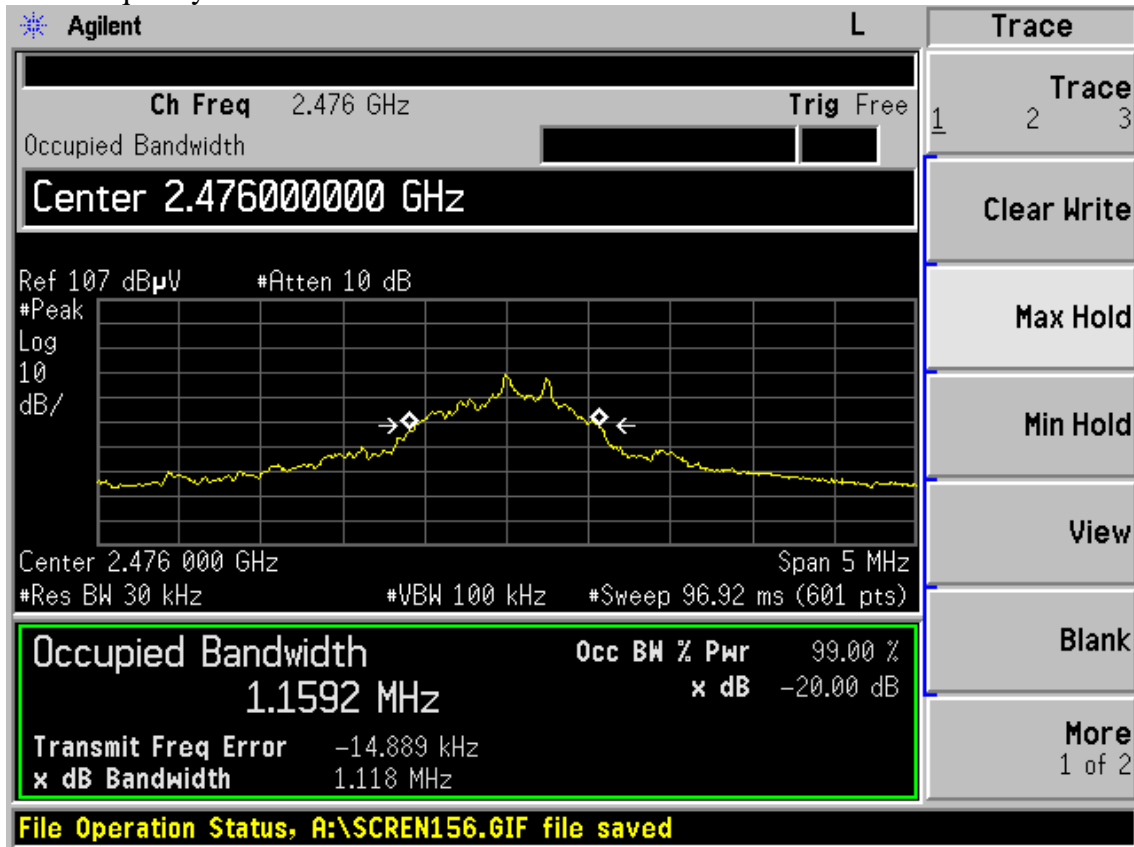 Agilent L
Ch Freq 2.476 GHz Trig Free
Occupied Bandwidth
Center 2.476000000 GHz
Ref 107 dBµV #Atten 10 dB
#Peak
Log
10
dB/
Center 2.476 000 GHz Span 5 MHz
#Res BW 30 kHz #VBW 100 kHz #Sweep 96.92 ms (601 pts)
Occupied Bandwidth Occ BW % Pwr 99.00 %
1.1592 MHz x dB -20.00 dB
Transmit Freq Error -14.889 kHz
x dB Bandwidth 1.118 MHz
File Operation Status, A:\SCREN156.GIF file saved
Trace
Trace
1 2 3
Clear Write
Max Hold
Min Hold
View
Blank
More
1 of 2